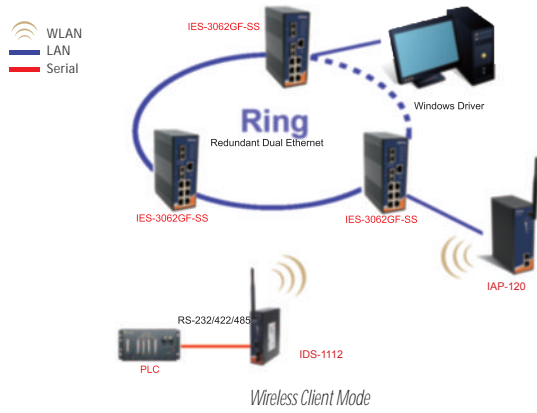 WLAN
LAN
Serial
IES-3062GF-SS
Windows Driver
Ring
Redundant Dual Ethernet
IES-3062GF-SS
IES-3062GF-SS
IAP-120
RS-232/422/485
IDS-1112
PLC
Wireless Client Mode